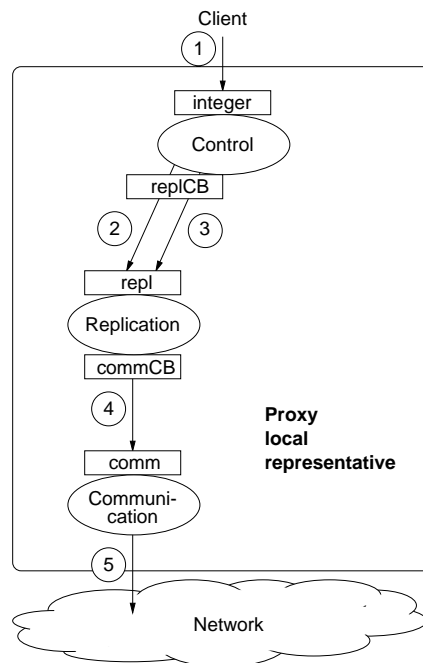 Client
1
integer
Control
replCB
2
3
repl
Replication
commCB
4
Proxy
local
representative
comm
Communi-
cation
5
Network